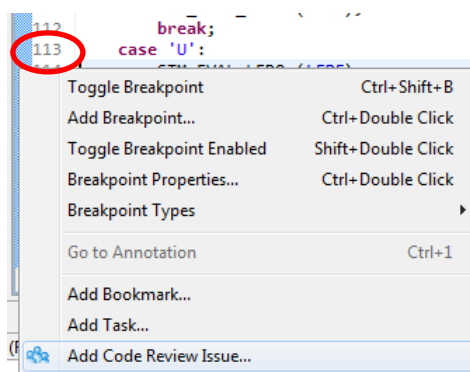 112 break;
113 case 'U':
Toggle Breakpoint Ctrl+Shift+B
Add Breakpoint... Ctrl+Double Click
Toggle Breakpoint Enabled Shift+Double Click
Breakpoint Properties... Ctrl+Double Click
Breakpoint Types
Go to Annotation Ctrl+1
Add Bookmark...
Add Task...
Add Code Review Issue...